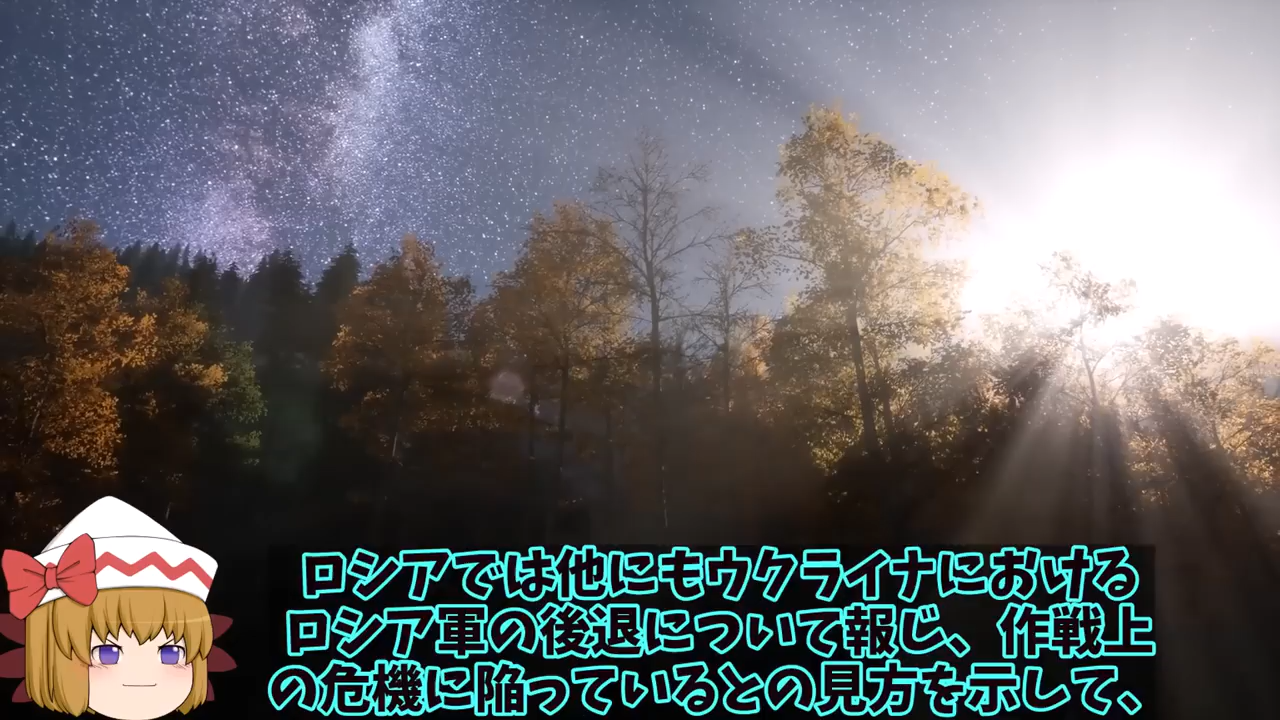 ロシアでは他にもウクライナにおける
ロシア軍の後退について報じ、作戦上
の危機に陥っているとの見方を示して、